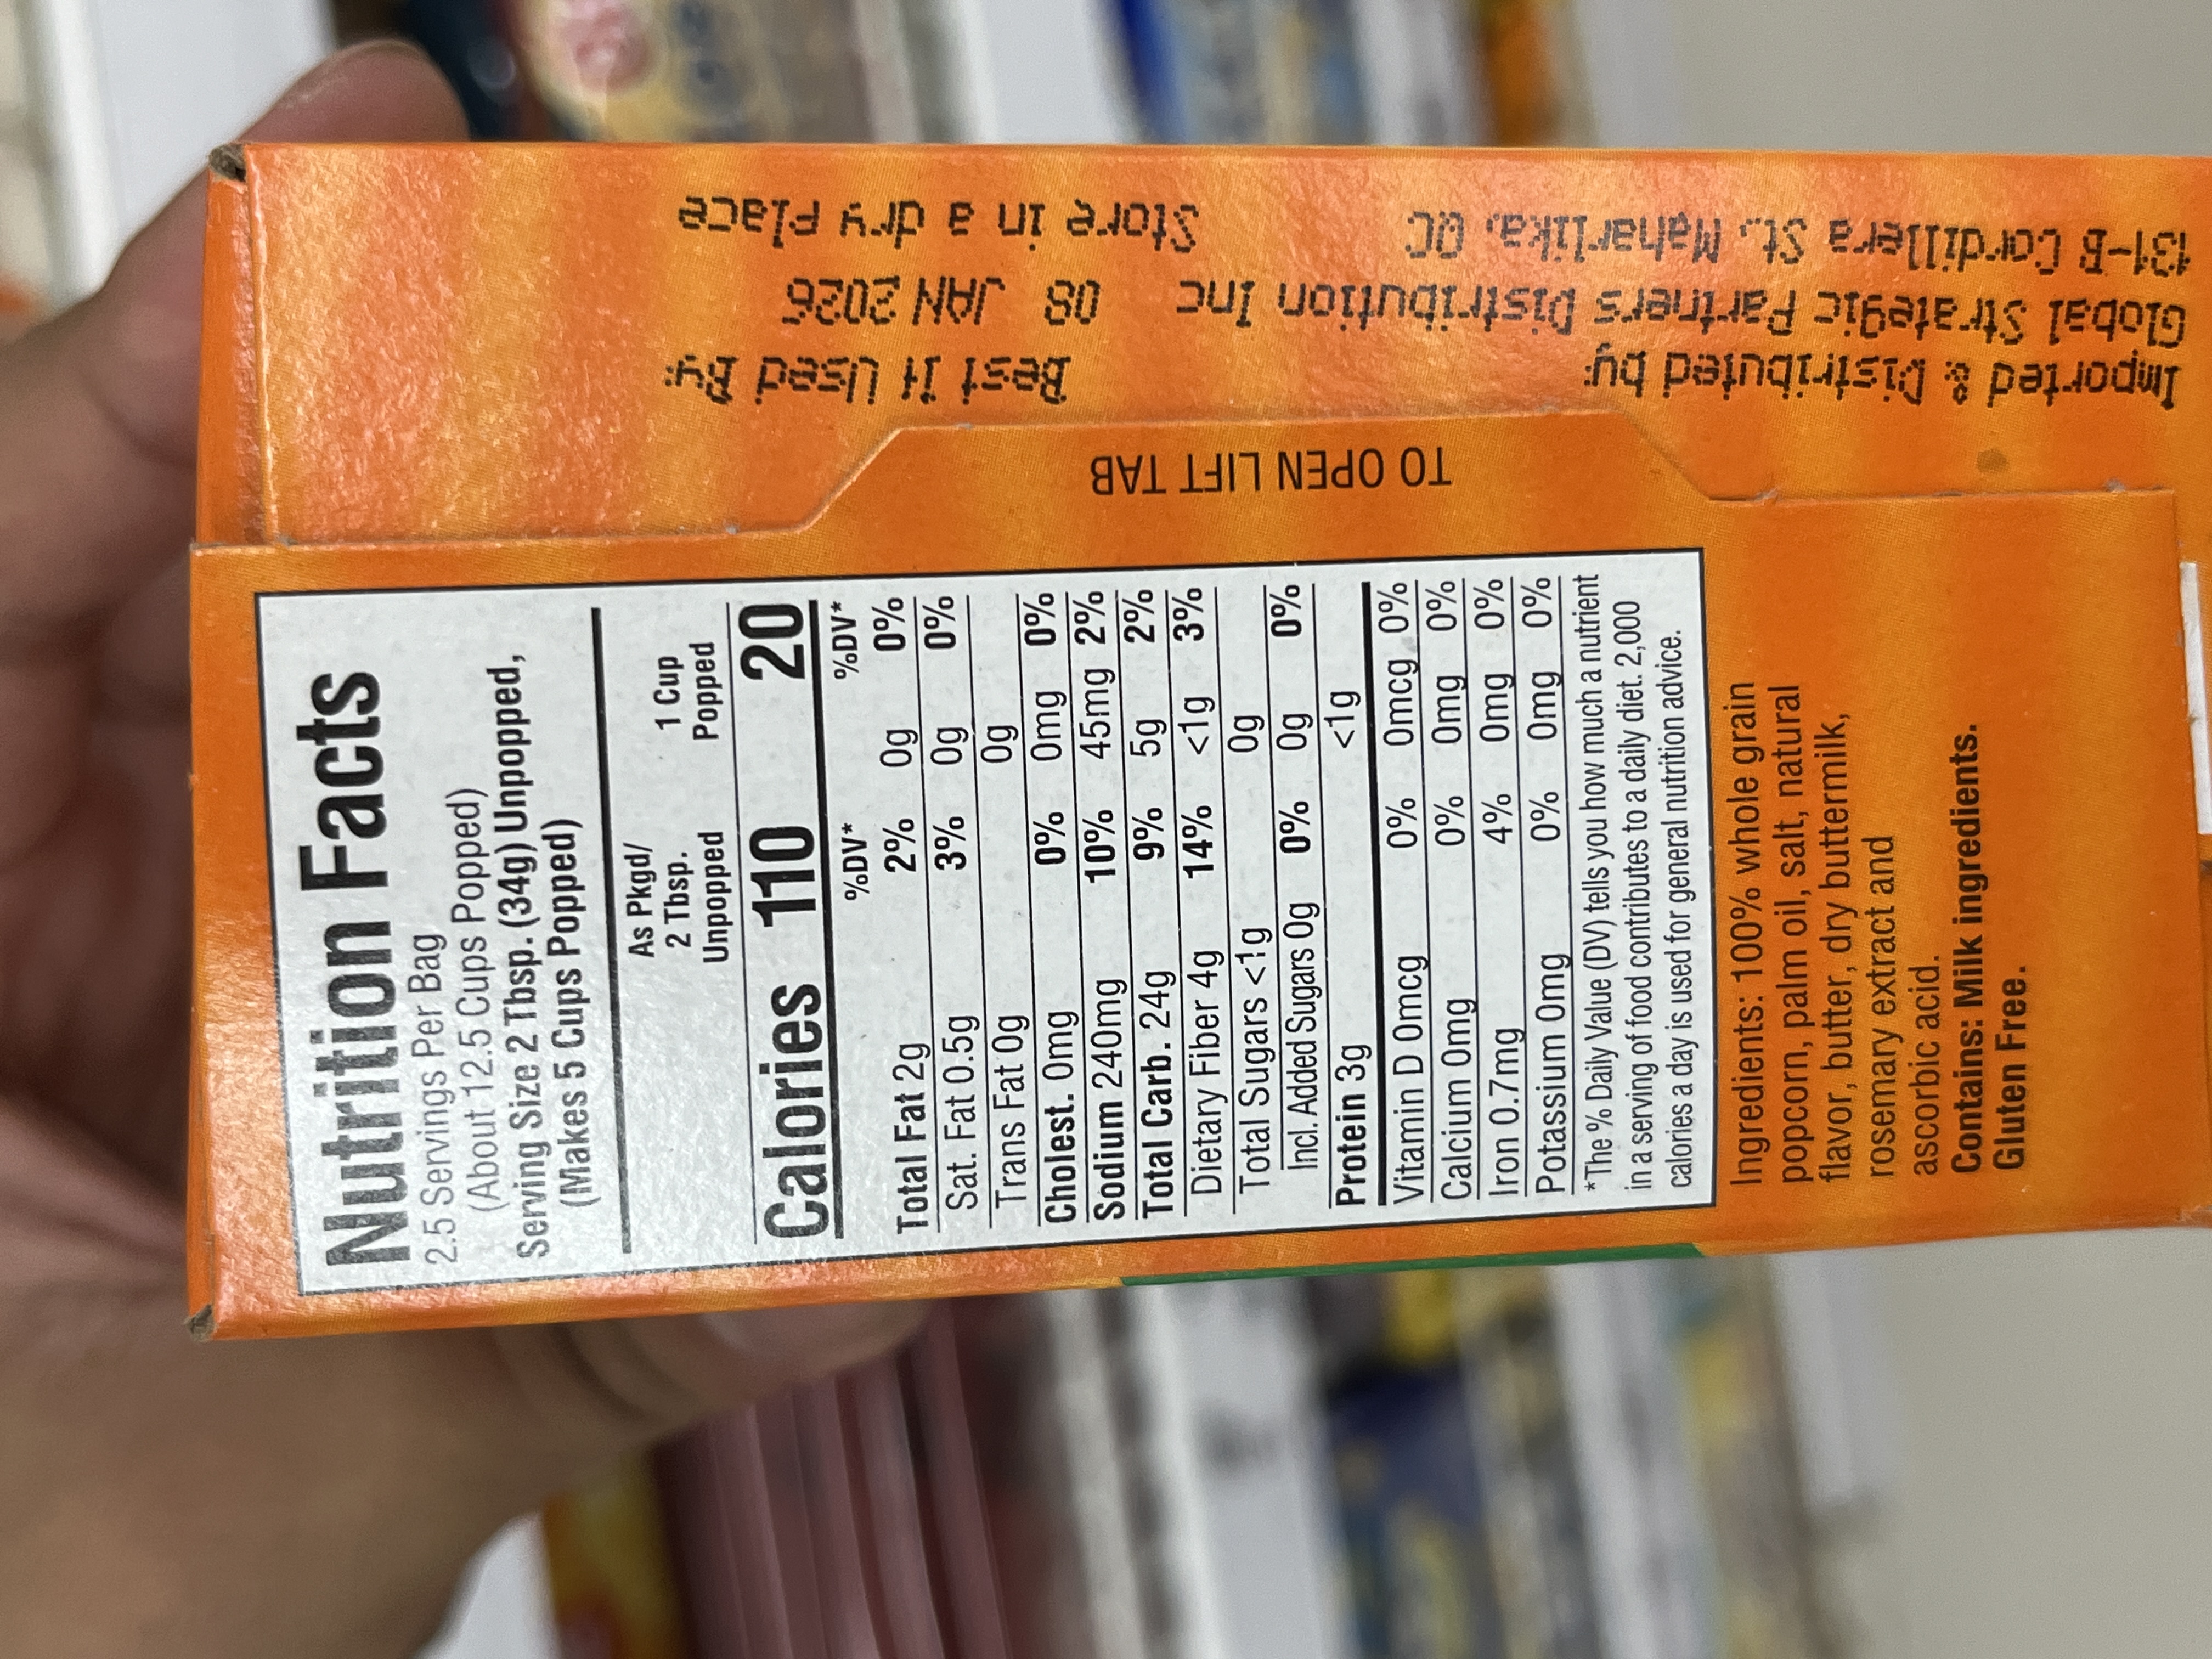 Nutrition Facts
2.5 Servings Per Bag
(About 12.5 Cups Popped)
Serving Size 2 Tbsp. (34g) Unpopped,
(Makes 5 Cups Popped)
As Pkgd/
2 Tbsp. 1 Cup
Unpopped Popped
Calories 110 20
%DV* %DV*
Total Fat 2g 2% 0g 0%
Sat. Fat 0.5g 3% 0g 0%
Trans Fat 0g 0g
Cholest. 0mg 0% 0mg 0%
Sodium 240mg 10% 45mg 2%
Total Carb. 24g 9% 5g 2%
Dietary Fiber 4g 14% <1g 3%
Total Sugars <1g 0g
Incl. Added Sugars 0g 0% 0g 0%
Protein 3g <1g
Vitamin D 0mcg 0% 0mcg 0%
Calcium 0mg 0% 0mg 0%
Iron 0.7mg 4% 0mg 0%
Potassium 0mg 0% 0mg 0%
*The % Daily Value (DV) tells you how much a nutrient
in a serving of food contributes to a daily diet. 2,000
calories a day is used for general nutrition advice.
Ingredients: 100% whole grain
popcorn, palm oil, salt, natural
flavor, butter, dry buttermilk,
rosemary extract and
ascorbic acid.
Contains: Milk ingredients.
Gluten Free.
TO OPEN LIFT TAB
Imported & Distributed by: Best if Used By:
Global Strategic Partners Distribution Inc 08 JAN 2026
131-B Cordillera St., Maharlika, QC Store in a dry place